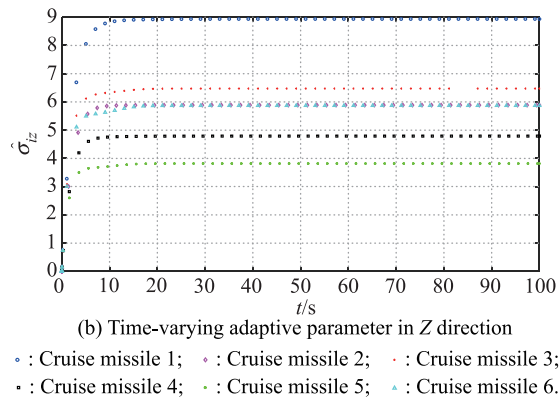 9
8
7
6
5
4
3
2
1
0
σ̂iz
0 10 20 30 40 50 60 70 80 90 100
t/s
(b) Time-varying adaptive parameter in Z direction
: Cruise missile 1; : Cruise missile 2; : Cruise missile 3;
: Cruise missile 4; : Cruise missile 5; : Cruise missile 6.